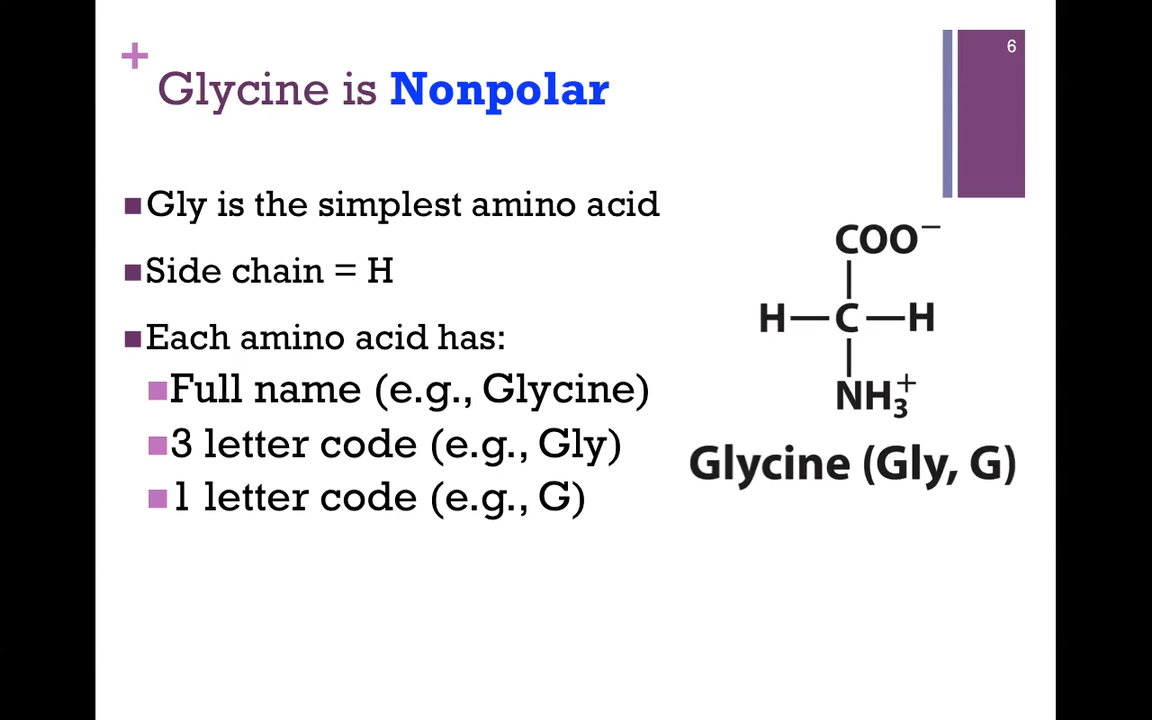 6
+
Glycine is Nonpolar
Gly is the simplest amino acid
Side chain = H
Each amino acid has:
Full name (e.g., Glycine)
3 letter code (e.g., Gly)
1 letter code (e.g., G)
COO⁻
H—C—H
NH₃⁺
Glycine (Gly, G)